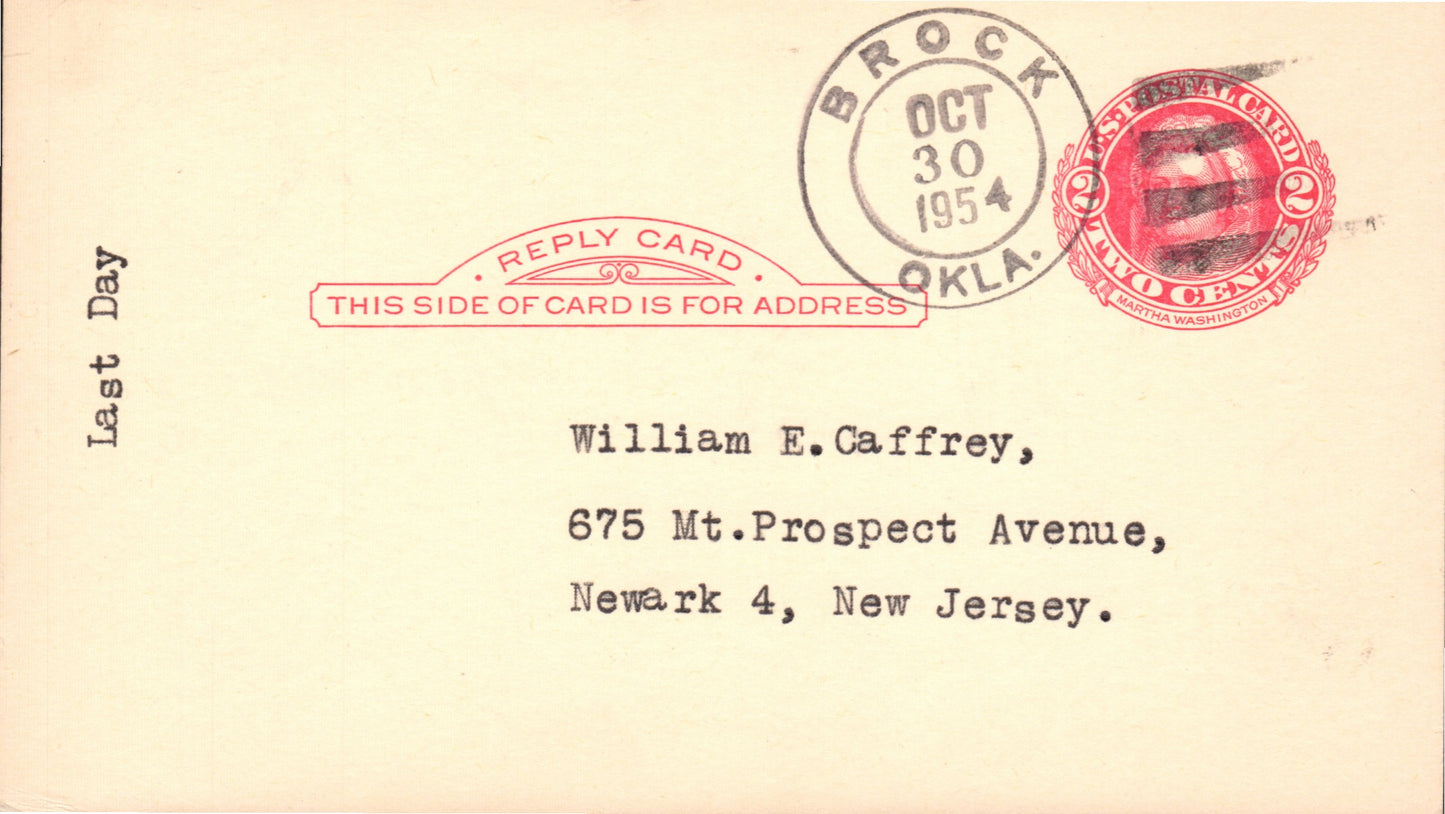 BROCK
OCT
30
1954
OKLA.
U.S. POSTAL CARD
2 2
TWO CENTS
MARTHA WASHINGTON
· REPLY CARD ·
THIS SIDE OF CARD IS FOR ADDRESS
Last Day
William E.Caffrey,
675 Mt.Prospect Avenue,
Newark 4, New Jersey.